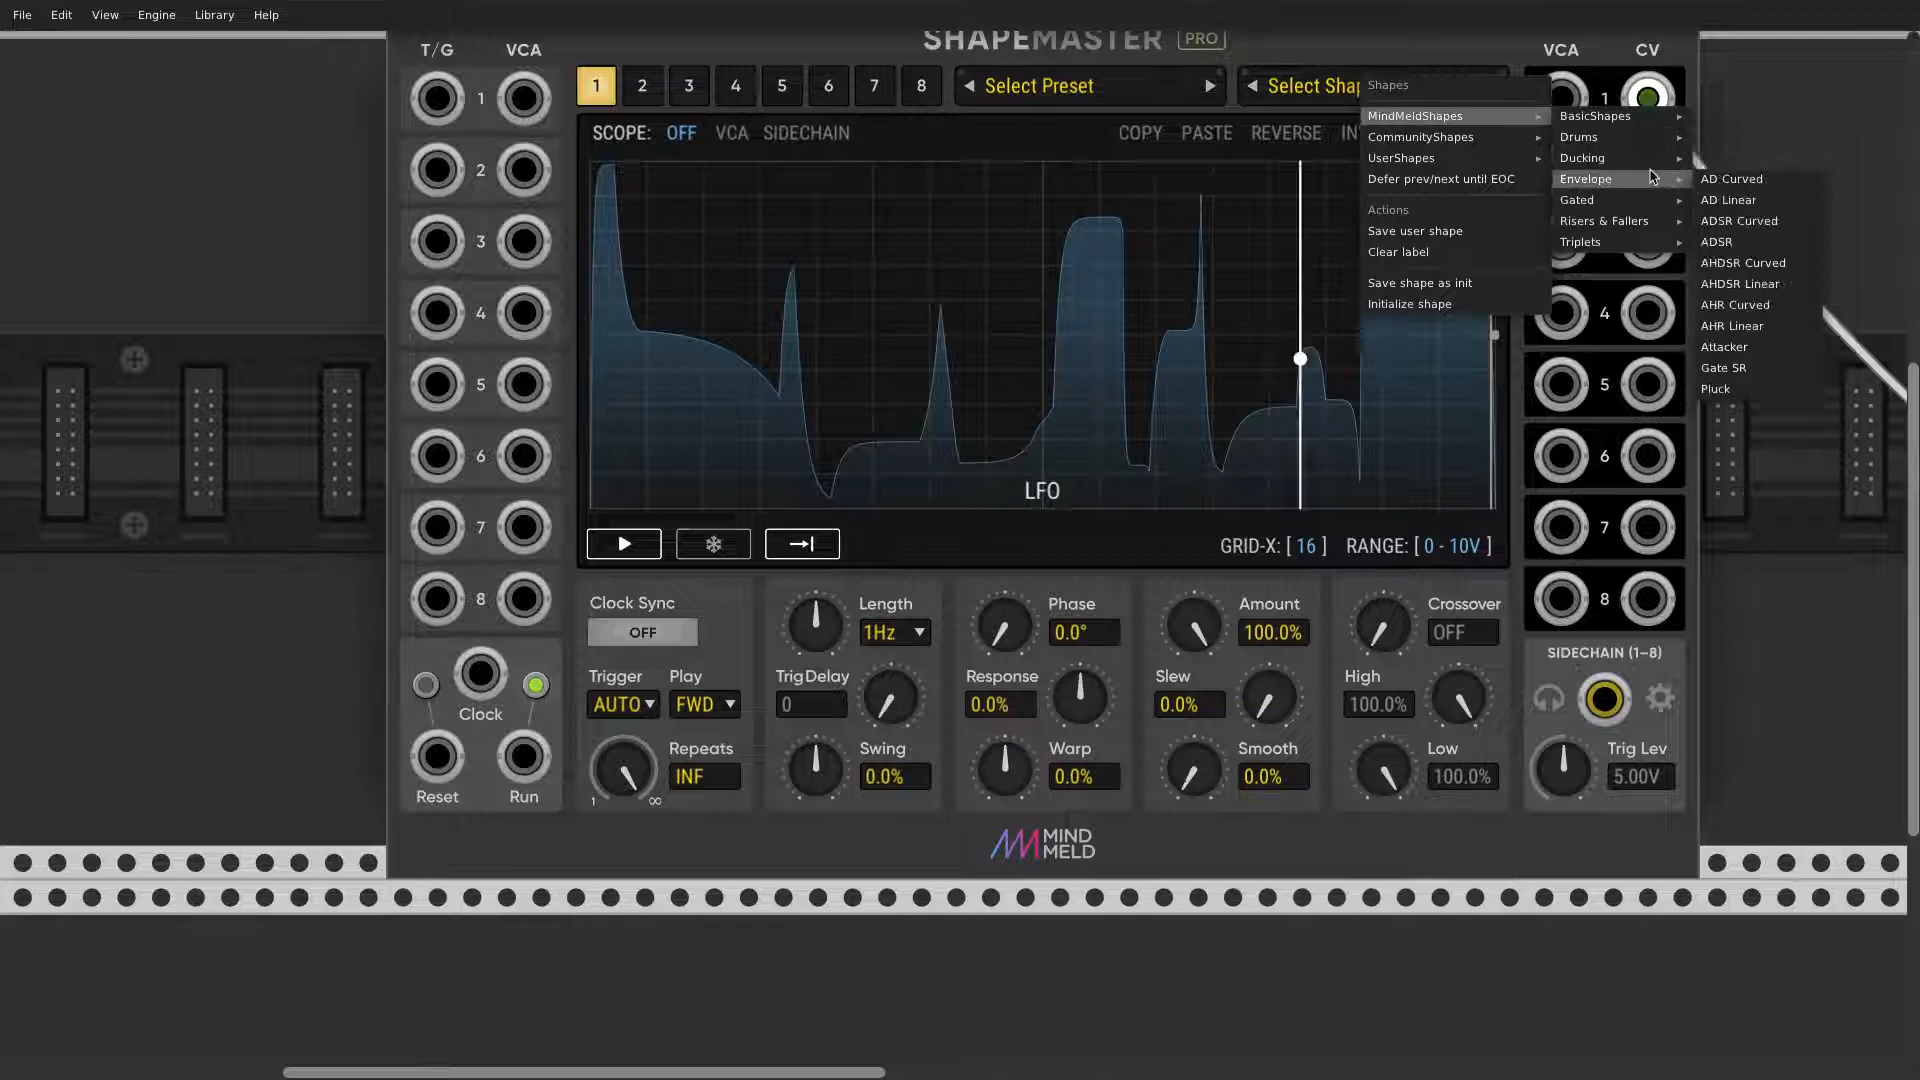 File Edit View Engine Library Help
SHAPEMASTER PRO
T/G VCA
VCA CV
1 2 3 4 5 6 7 8
Select Preset
Select Shap
SCOPE: OFF VCA SIDECHAIN
COPY PASTE REVERSE IN
Shapes
MindMeldShapes
CommunityShapes
UserShapes
Defer prev/next until EOC
Actions
Save user shape
Clear label
Save shape as init
Initialize shape
BasicShapes
Drums
Ducking
Envelope
Gated
Risers & Fallers
Triplets
AD Curved
AD Linear
ADSR Curved
ADSR
AHDSR Curved
AHDSR Linear
AHR Curved
AHR Linear
Attacker
Gate SR
Pluck
1
2
3
4
5
6
7
8
1
4
5
6
7
8
LFO
GRID-X: [ 16 ] RANGE: [ 0 - 10V ]
Clock Sync
OFF
Trigger Play
AUTO FWD
Repeats
INF
1 ∞
Length
1Hz
TrigDelay
0
Swing
0.0%
Phase
0.0°
Response
0.0%
Warp
0.0%
Amount
100.0%
Slew
0.0%
Smooth
0.0%
Crossover
OFF
High
100.0%
Low
100.0%
Clock
Reset Run
SIDECHAIN (1–8)
Trig Lev
5.00V
MIND
MELD